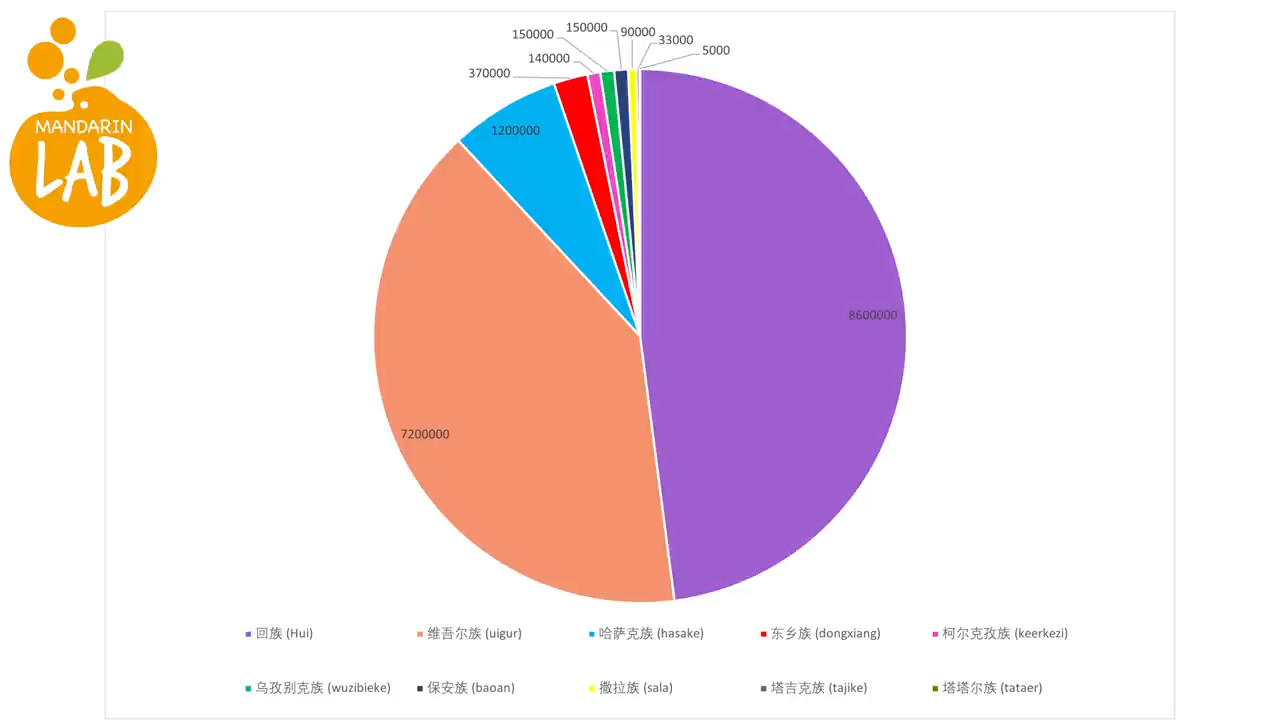 MANDARIN
LAB
150000
150000
90000
33000
5000
140000
370000
1200000
8600000
7200000
回族 (Hui)
维吾尔族 (uigur)
哈萨克族 (hasake)
东乡族 (dongxiang)
柯尔克孜族 (keerkezi)
乌孜别克族 (wuzibieke)
保安族 (baoan)
撒拉族 (sala)
塔吉克族 (tajike)
塔塔尔族 (tataer)